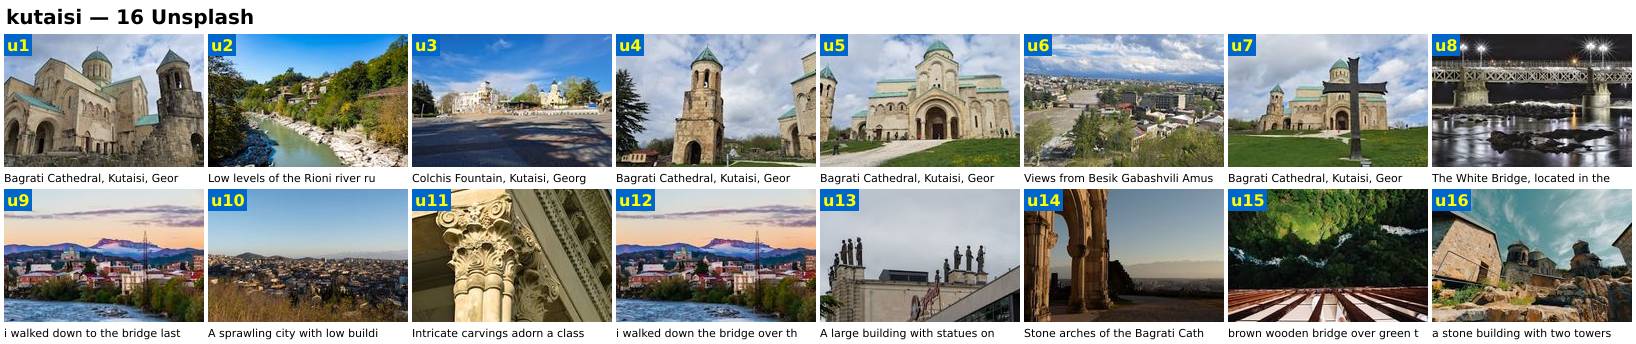 kutaisi — 16 Unsplash
u1 u2 u3 u4 u5 u6 u7 u8
Bagrati Cathedral, Kutaisi, Geor
Low levels of the Rioni river ru
Colchis Fountain, Kutaisi, Georg
Bagrati Cathedral, Kutaisi, Geor
Bagrati Cathedral, Kutaisi, Geor
Views from Besik Gabashvili Amus
Bagrati Cathedral, Kutaisi, Geor
The White Bridge, located in the
u9 u10 u11 u12 u13 u14 u15 u16
i walked down to the bridge last
A sprawling city with low buildi
Intricate carvings adorn a class
i walked down the bridge over th
A large building with statues on
Stone arches of the Bagrati Cath
brown wooden bridge over green t
a stone building with two towers